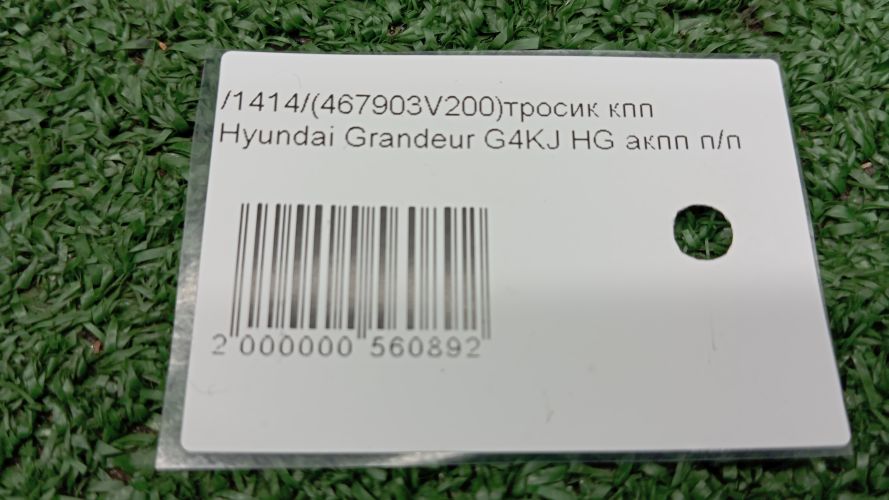 /1414/(467903V200)тросик кпп
Hyundai Grandeur G4KJ HG акпп п/п
2 000000 560892